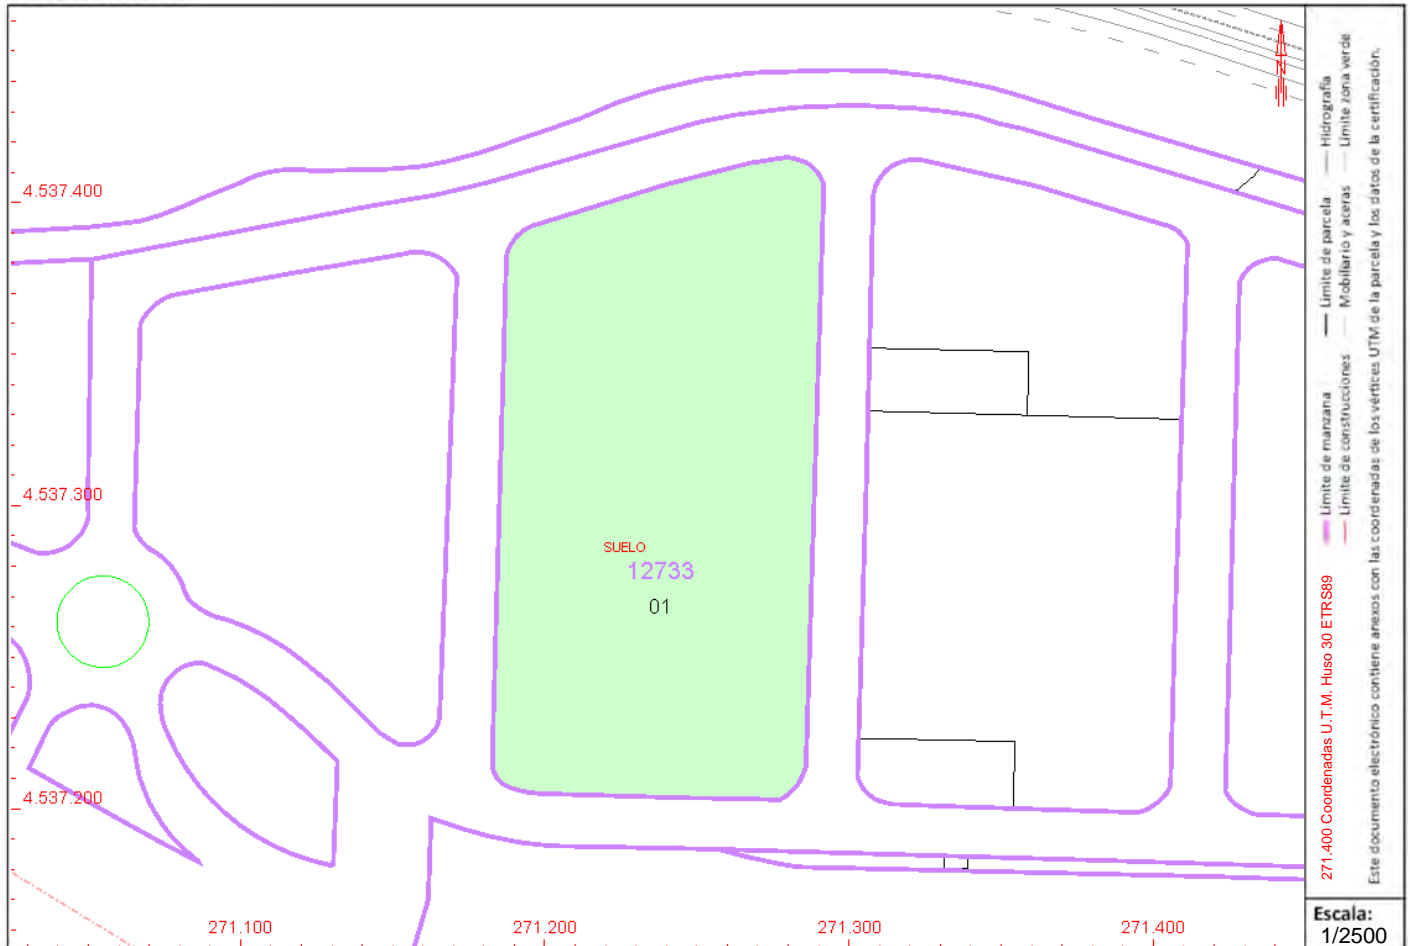 4.537.400
4.537.300
4.537.200
SUELO
12733
01
271.100
271.200
271.300
271.400
N
271.400 Coordenadas U.T.M. Huso 30 ETRS89
Límite de manzana
Límite de parcela
Hidrografía
Límite de construcciones
Mobiliario y aceras
Límite zona verde
Este documento electrónico contiene anexos con las coordenadas de los vértices UTM de la parcela y los datos de la certificación.
Escala:
1/2500